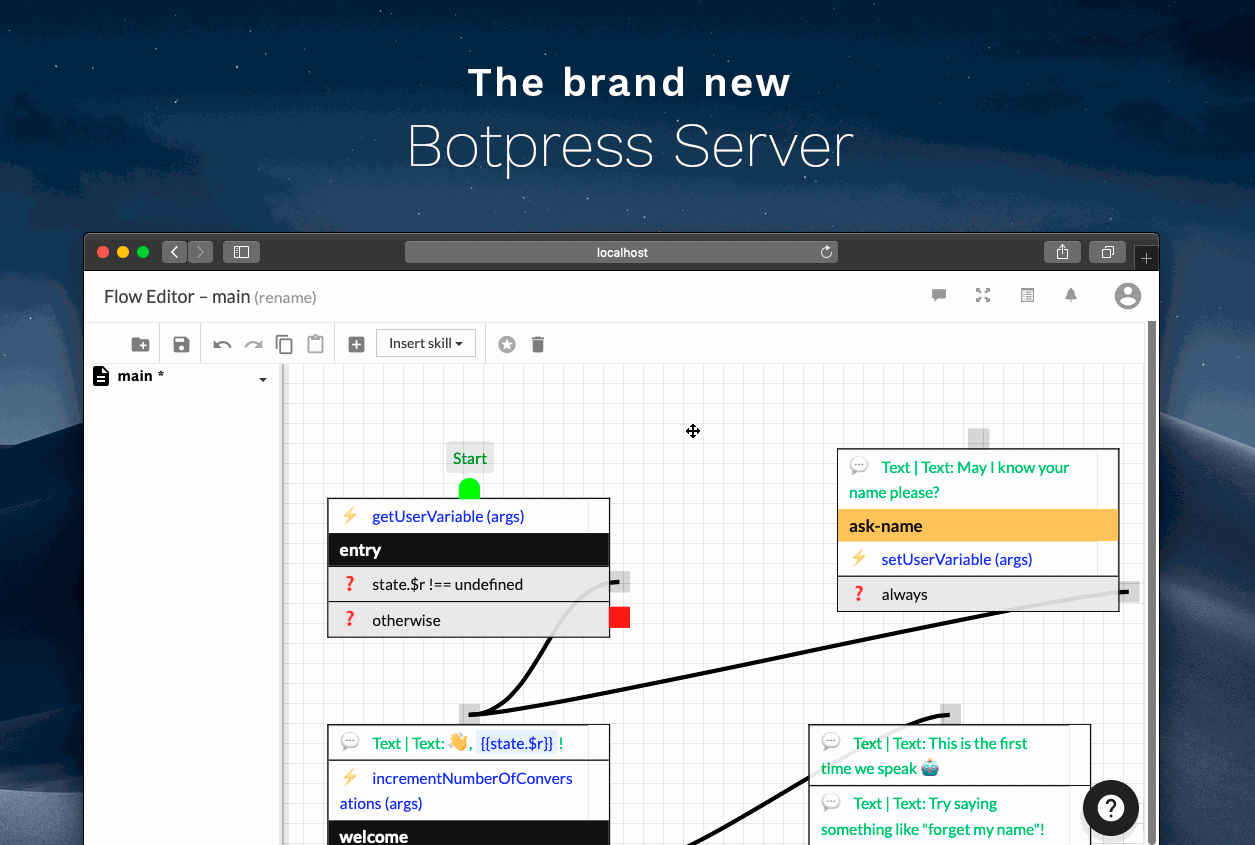 The brand new
Botpress Server
localhost
Flow Editor – main (rename)
Insert skill
main *
Start
getUserVariable (args)
entry
state.$r !== undefined
otherwise
Text | Text: May I know your
name please?
ask-name
setUserVariable (args)
always
Text | Text: 👋, {{state.$r}} !
incrementNumberOfConvers
ations (args)
welcome
Text | Text: This is the first
time we speak 🤖
Text | Text: Try saying
something like "forget my name"!